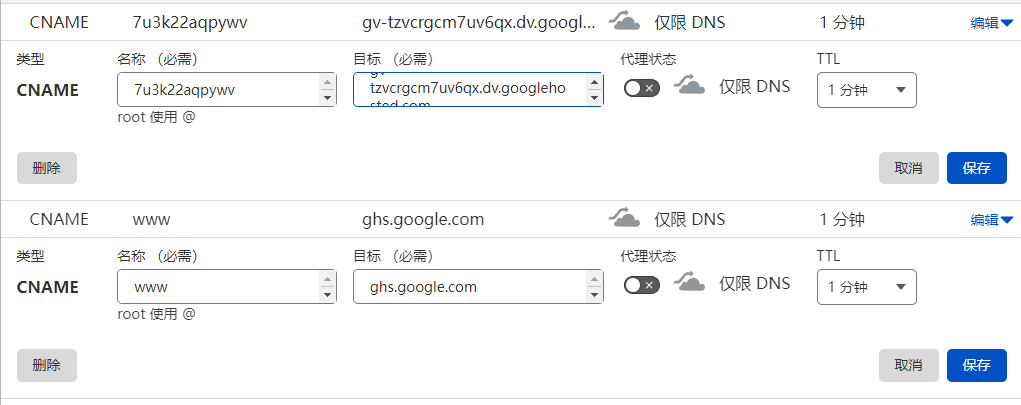 CNAME 7u3k22aqpywv gv-tzvcrgcm7uv6qx.dv.googl... 仅限 DNS 1 分钟 编辑
类型 名称 （必需） 目标 （必需） 代理状态 TTL
CNAME 7u3k22aqpywv gv-
tzvcrgcm7uv6qx.dv.googleho
sted.com 仅限 DNS 1 分钟
root 使用 @
删除 取消 保存
CNAME www ghs.google.com 仅限 DNS 1 分钟 编辑
类型 名称 （必需） 目标 （必需） 代理状态 TTL
CNAME www ghs.google.com 仅限 DNS 1 分钟
root 使用 @
删除 取消 保存